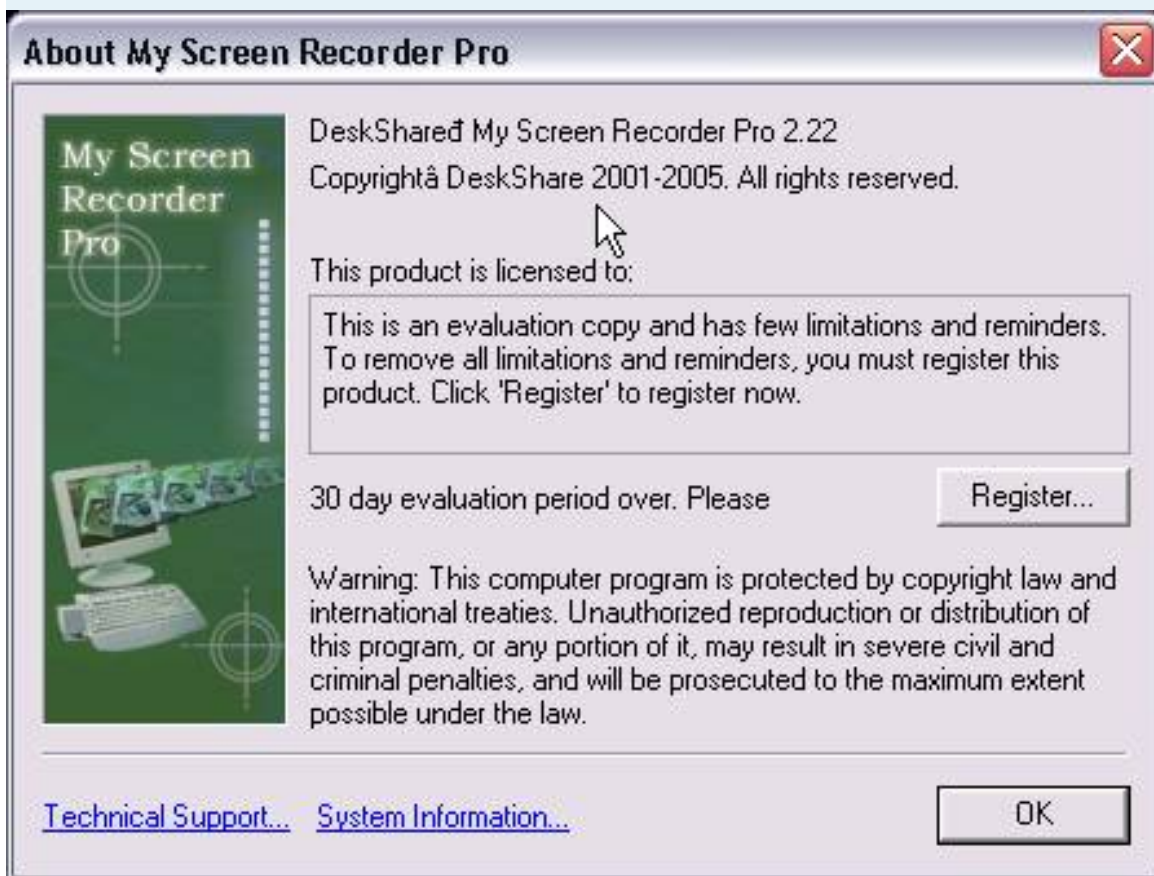 About My Screen Recorder Pro
My Screen
Recorder
Pro
DeskShaređ My Screen Recorder Pro 2.22
Copyrightâ DeskShare 2001-2005. All rights reserved.
This product is licensed to:
This is an evaluation copy and has few limitations and reminders.
To remove all limitations and reminders, you must register this
product. Click 'Register' to register now.
30 day evaluation period over. Please
Register...
Warning: This computer program is protected by copyright law and
international treaties. Unauthorized reproduction or distribution of
this program, or any portion of it, may result in severe civil and
criminal penalties, and will be prosecuted to the maximum extent
possible under the law.
Technical Support... System Information...
OK